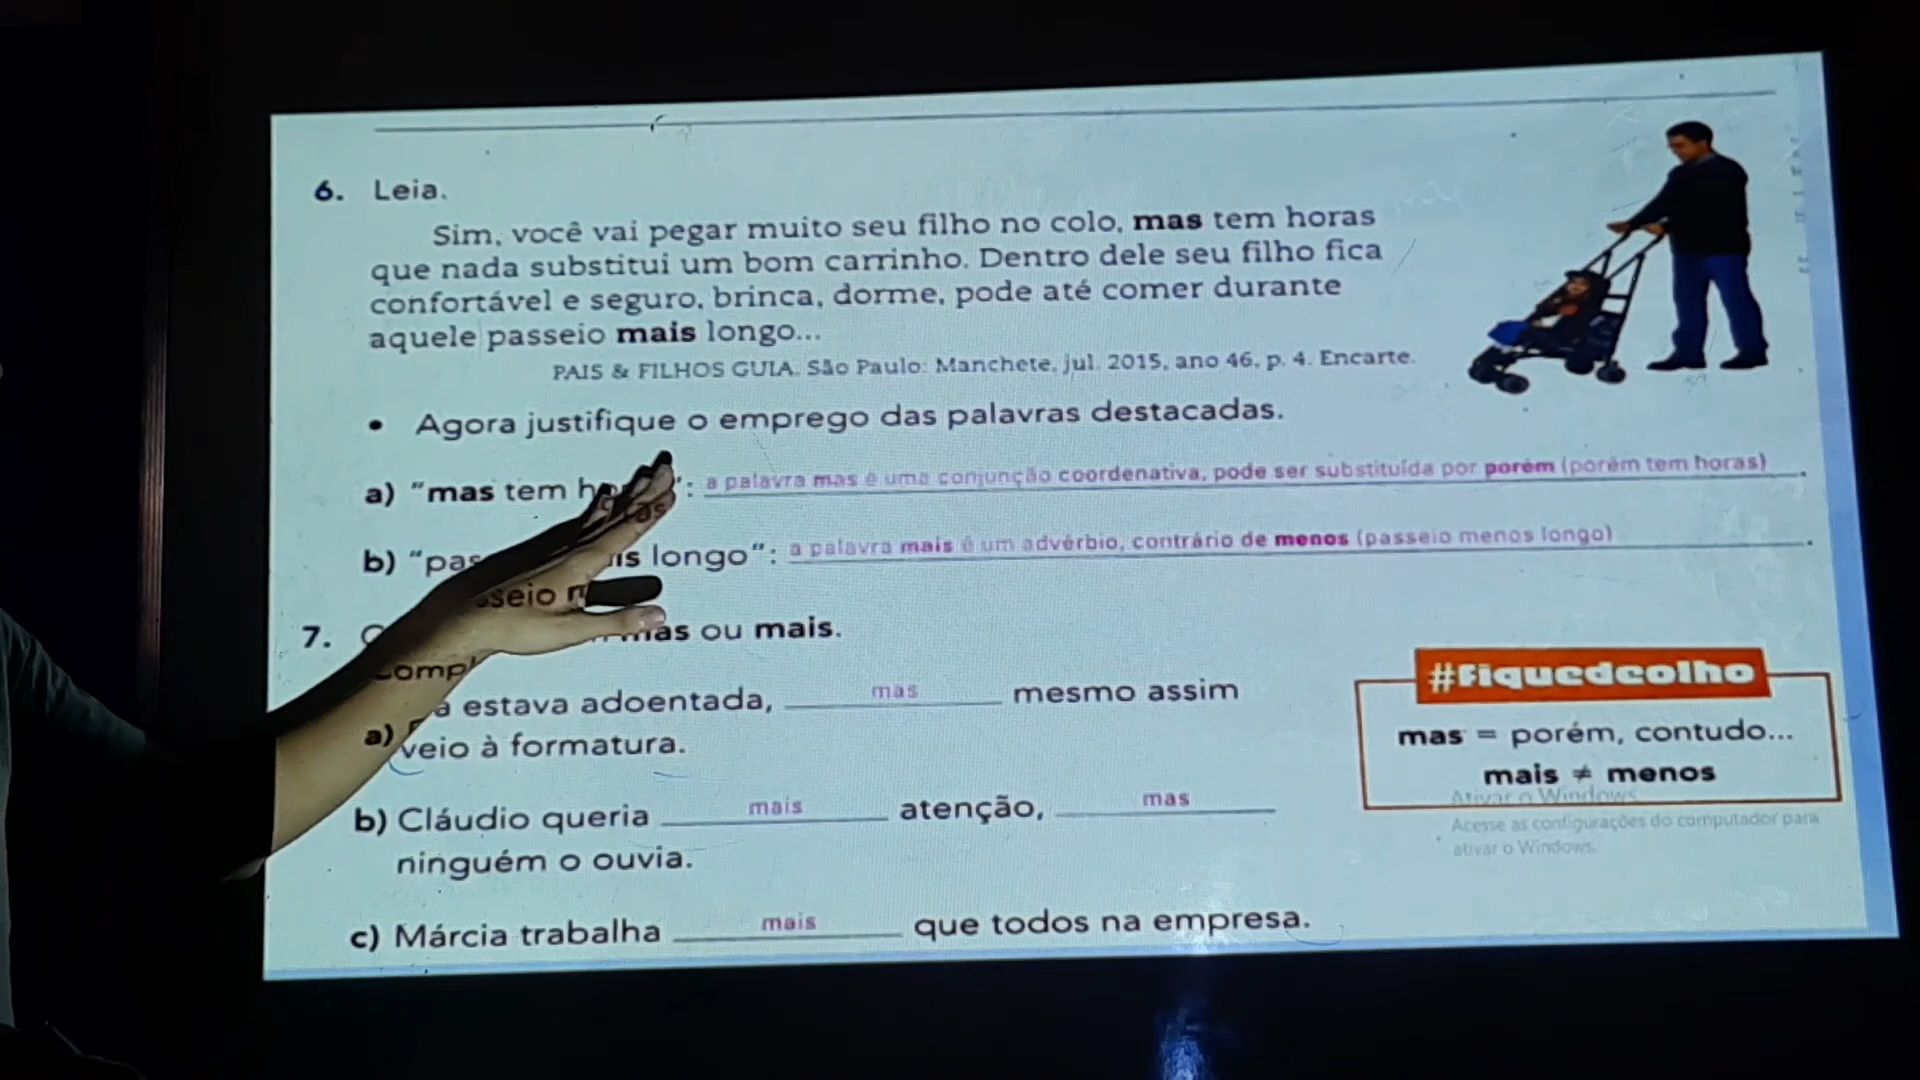 6. Leia.
Sim, você vai pegar muito seu filho no colo, mas tem horas
que nada substitui um bom carrinho. Dentro dele seu filho fica
confortável e seguro, brinca, dorme, pode até comer durante
aquele passeio mais longo...
PAIS & FILHOS GUIA. São Paulo: Manchete, jul. 2015, ano 46, p. 4. Encarte.
• Agora justifique o emprego das palavras destacadas.
a) "mas tem horas": a palavra mas é uma conjunção coordenativa, pode ser substituída por porém (porém tem horas).
b) "passeio mais longo": a palavra mais é um advérbio, contrário de menos (passeio menos longo).
7. mas ou mais.
a) estava adoentada, mas mesmo assim
veio à formatura.
b) Cláudio queria mais atenção, mas
ninguém o ouvia.
c) Márcia trabalha mais que todos na empresa.
#fiquedeolho
mas = porém, contudo...
mais ≠ menos
Ativar o Windows
Acesse as configurações do computador para
ativar o Windows.